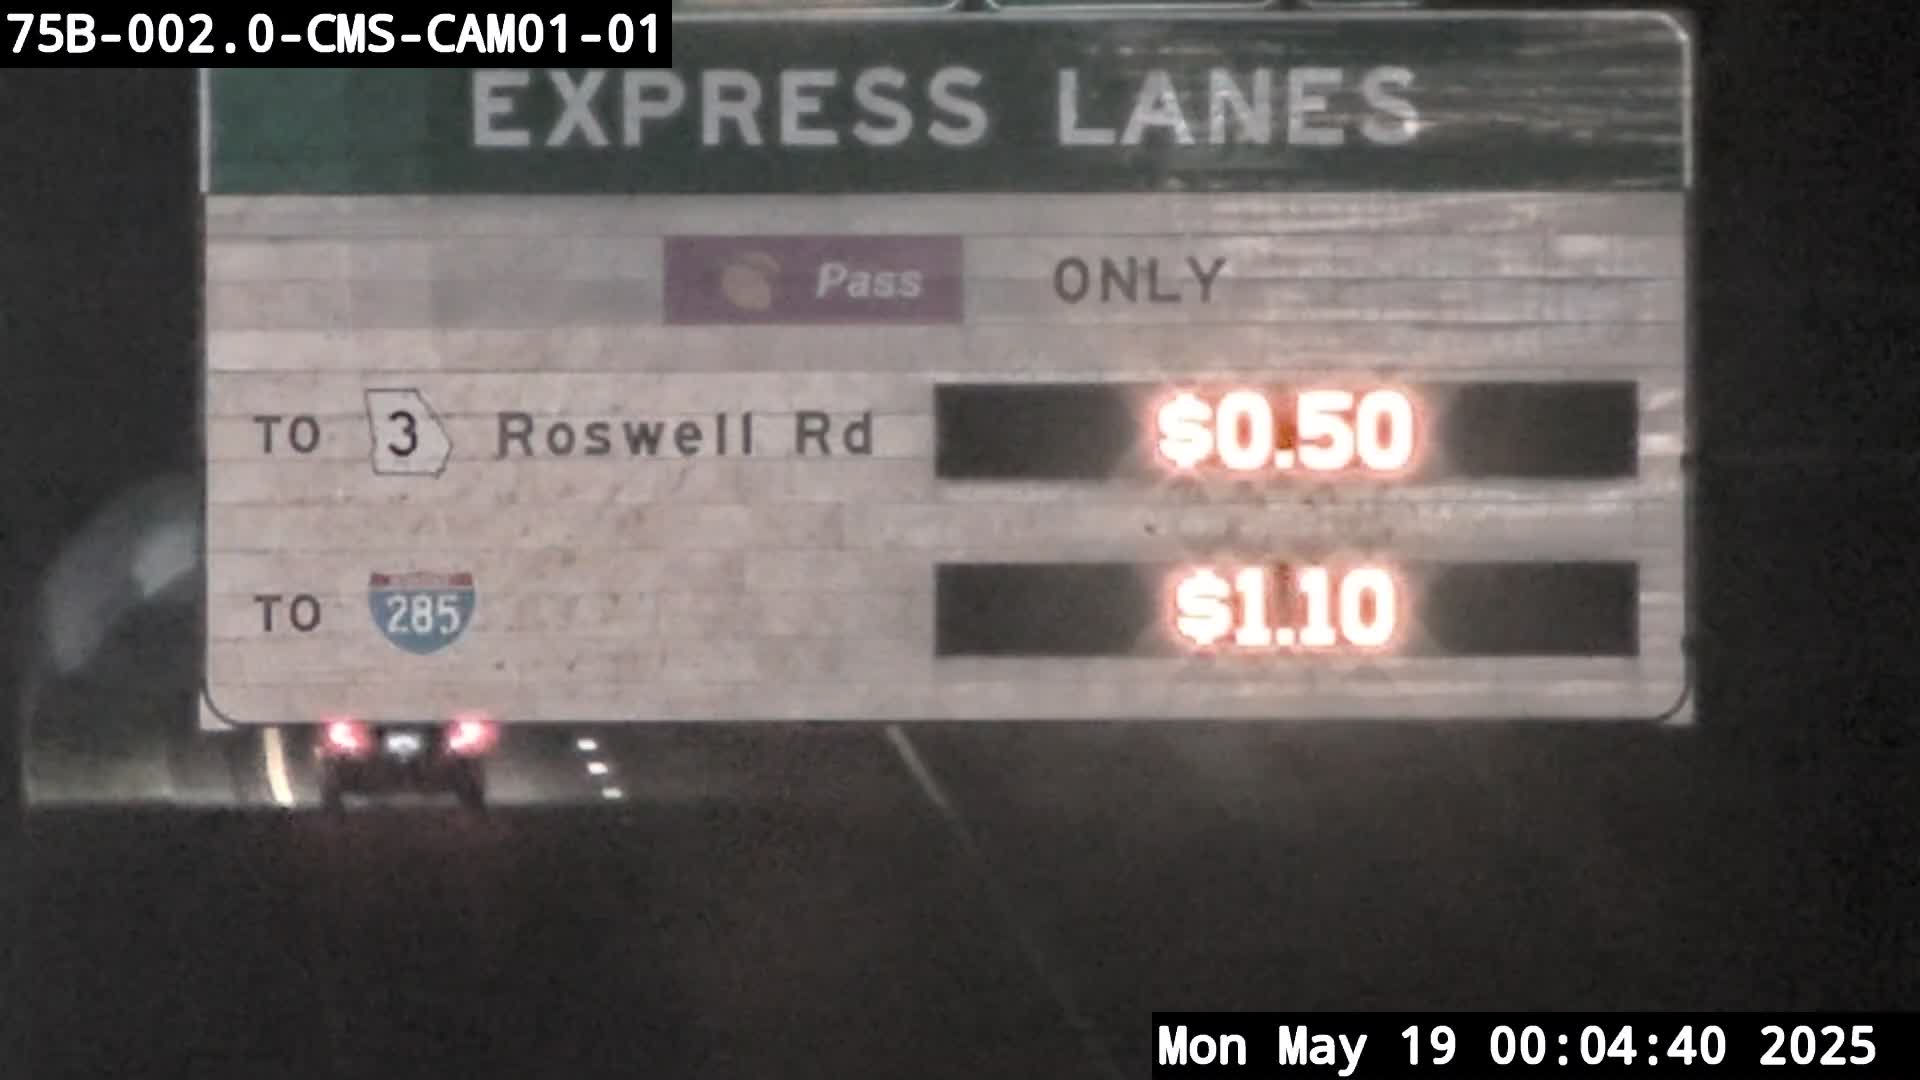 75B-002.0-CMS-CAM01-01
EXPRESS LANES
Pass ONLY
TO 3 Roswell Rd $0.50
TO 285 $1.10
Mon May 19 00:04:40 2025